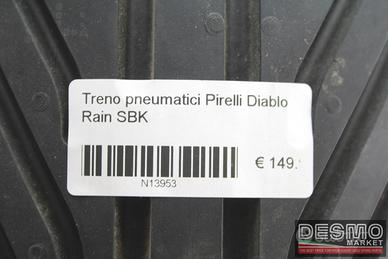 Treno pneumatici Pirelli Diablo
Rain SBK
€ 149.
N13953
DESMO
MARKET